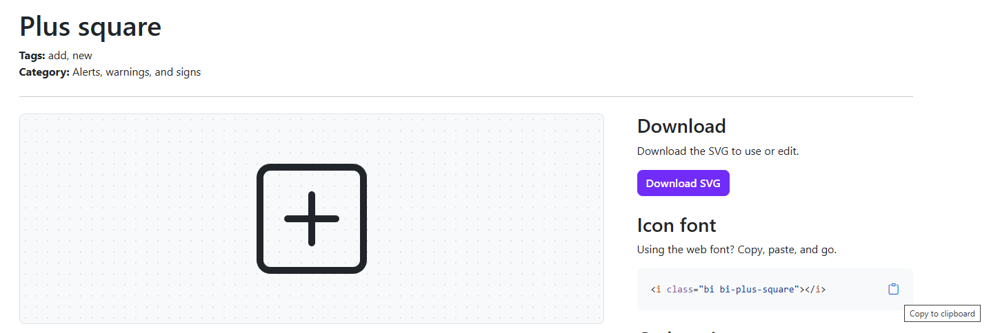 Plus square
Tags: add, new
Category: Alerts, warnings, and signs
Download
Download the SVG to use or edit.
Download SVG
Icon font
Using the web font? Copy, paste, and go.
<i class="bi bi-plus-square"></i>
Copy to clipboard